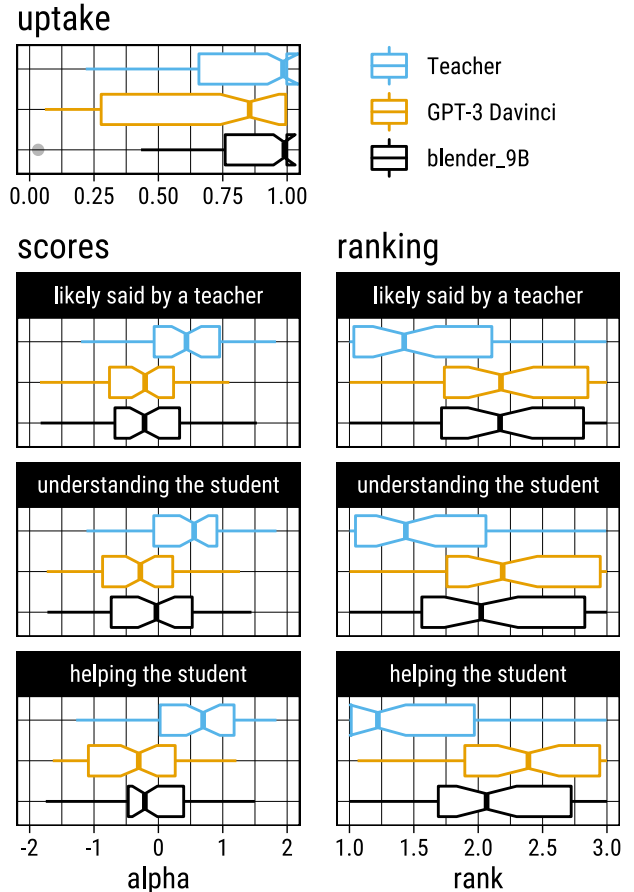 uptake
Teacher
GPT-3 Davinci
blender_9B
0.00 0.25 0.50 0.75 1.00
scores ranking
likely said by a teacher likely said by a teacher
understanding the student understanding the student
helping the student helping the student
-2 -1 0 1 2 1.0 1.5 2.0 2.5 3.0
alpha rank